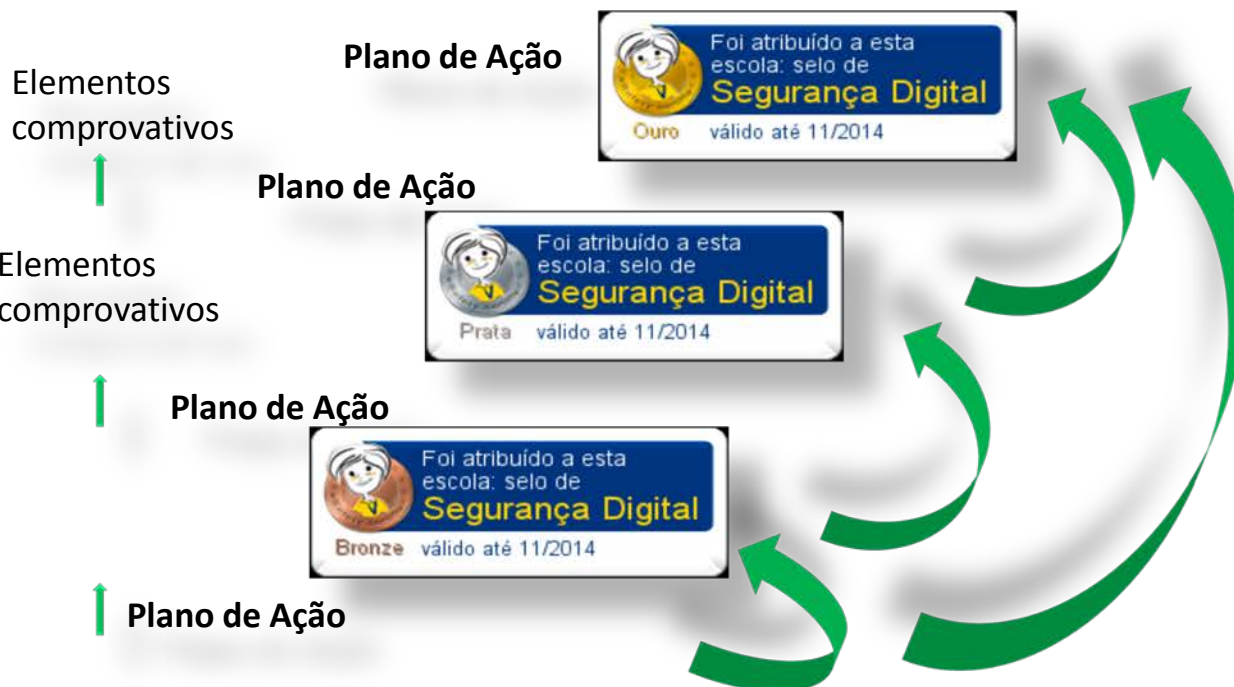 Plano de Ação
Foi atribuído a esta
escola: selo de
Segurança Digital
Ouro válido até 11/2014
Elementos
comprovativos
Plano de Ação
Foi atribuído a esta
escola: selo de
Segurança Digital
Prata válido até 11/2014
Elementos
comprovativos
Plano de Ação
Foi atribuído a esta
escola: selo de
Segurança Digital
Bronze válido até 11/2014
Plano de Ação